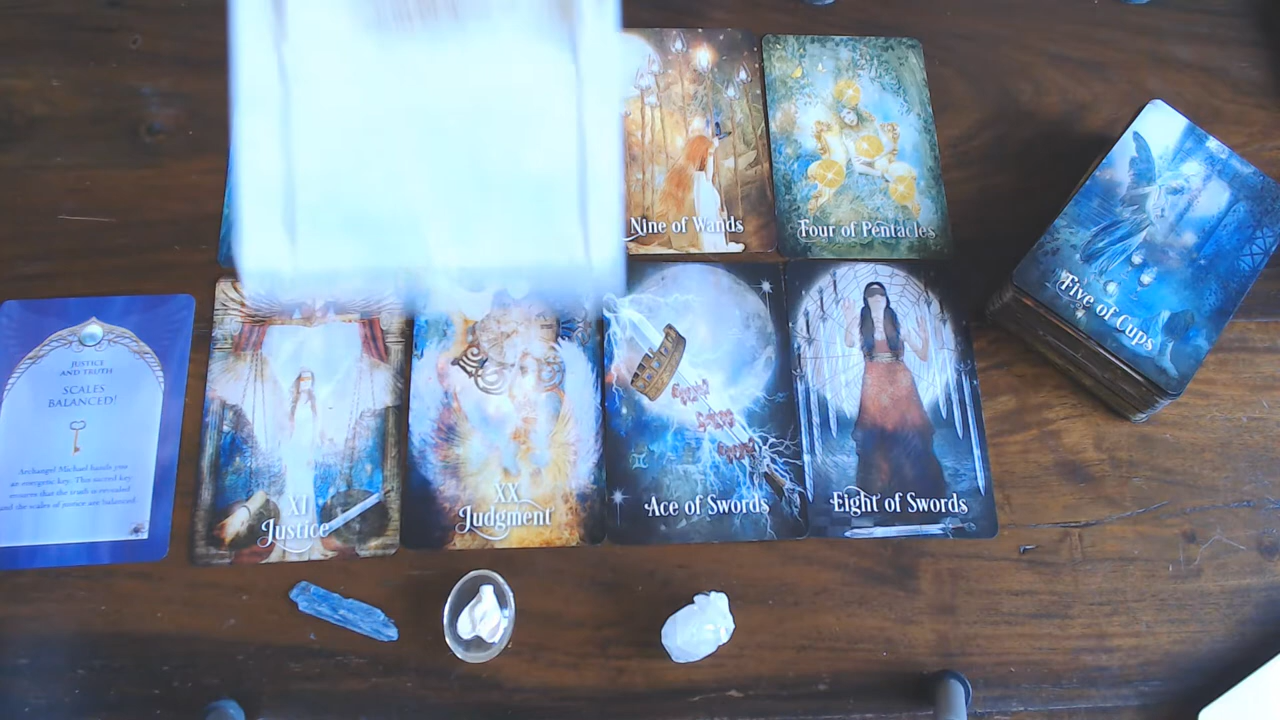 Nine of Wands
Four of Pentacles
Five of Cups
JUSTICE
AND TRUTH
SCALES
BALANCED!
Archangel Michael hands you
an energetic key. This sacred key
ensures that the truth is revealed
and the scales of justice are balanced.
XI
Justice
XX
Judgment
Ace of Swords
Eight of Swords